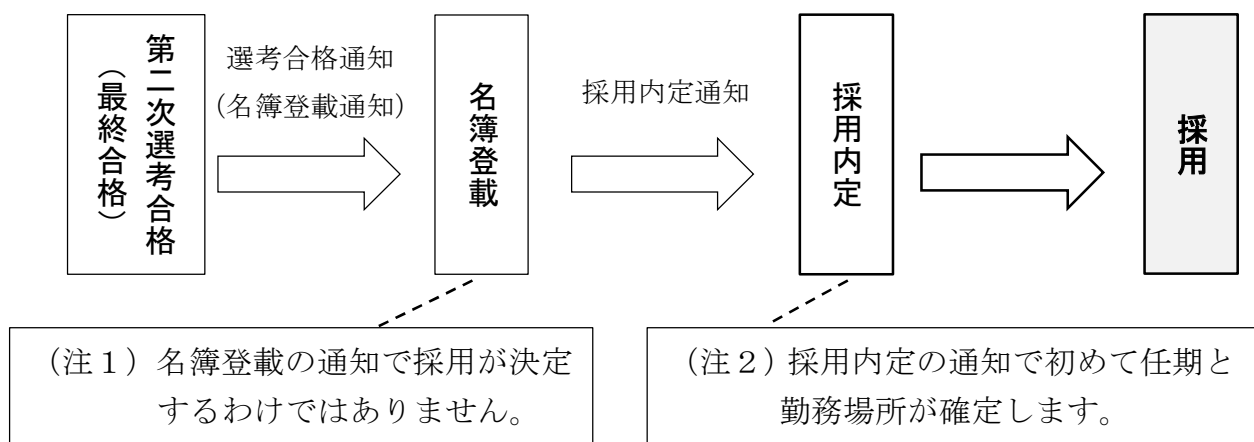 第二次選考合格
（最終合格）
選考合格通知
（名簿登載通知）
名簿登載
採用内定通知
採用内定
採用
（注１）名簿登載の通知で採用が決定
するわけではありません。
（注２）採用内定の通知で初めて任期と
勤務場所が確定します。